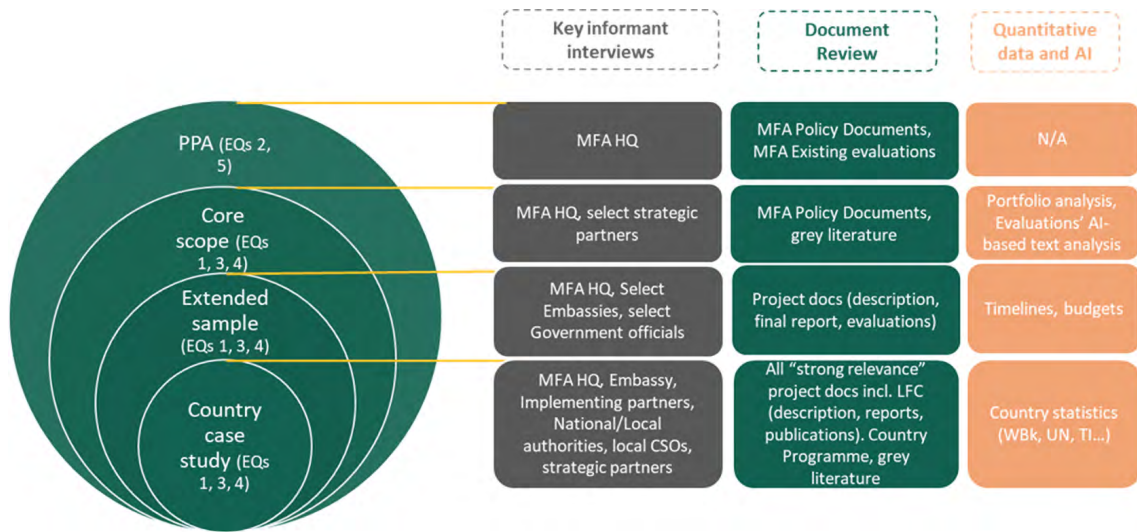 Key informant
interviews
Document
Review
Quantitative
data and AI
PPA (EQs 2,
5)
MFA HQ
MFA Policy Documents,
MFA Existing evaluations
N/A
Core
scope (EQs
1, 3, 4)
MFA HQ, select strategic
partners
MFA Policy Documents,
grey literature
Portfolio analysis,
Evaluations’ AI-
based text analysis
Extended
sample
(EQs 1, 3, 4)
MFA HQ, Select
Embassies, select
Government officials
Project docs (description,
final report, evaluations)
Timelines, budgets
Country
case
study (EQs
1, 3, 4)
MFA HQ, Embassy,
Implementing partners,
National/Local
authorities, local CSOs,
strategic partners
All “strong relevance”
project docs incl. LFC
(description, reports,
publications). Country
Programme, grey
literature
Country statistics
(WBk, UN, TI...)